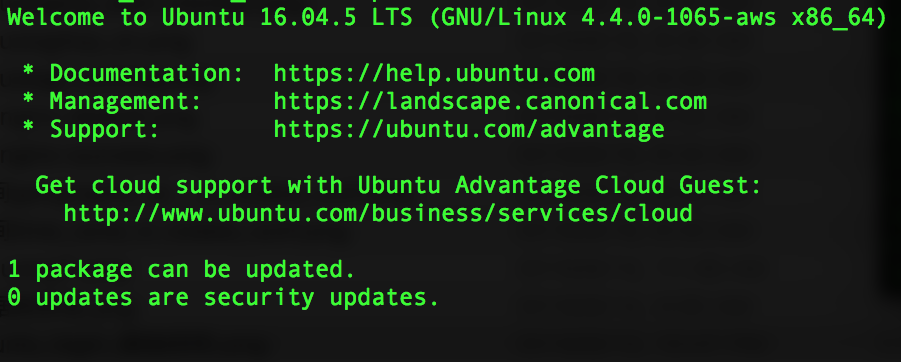 Welcome to Ubuntu 16.04.5 LTS (GNU/Linux 4.4.0-1065-aws x86_64)
* Documentation: https://help.ubuntu.com
* Management: https://landscape.canonical.com
* Support: https://ubuntu.com/advantage
Get cloud support with Ubuntu Advantage Cloud Guest:
http://www.ubuntu.com/business/services/cloud
1 package can be updated.
0 updates are security updates.